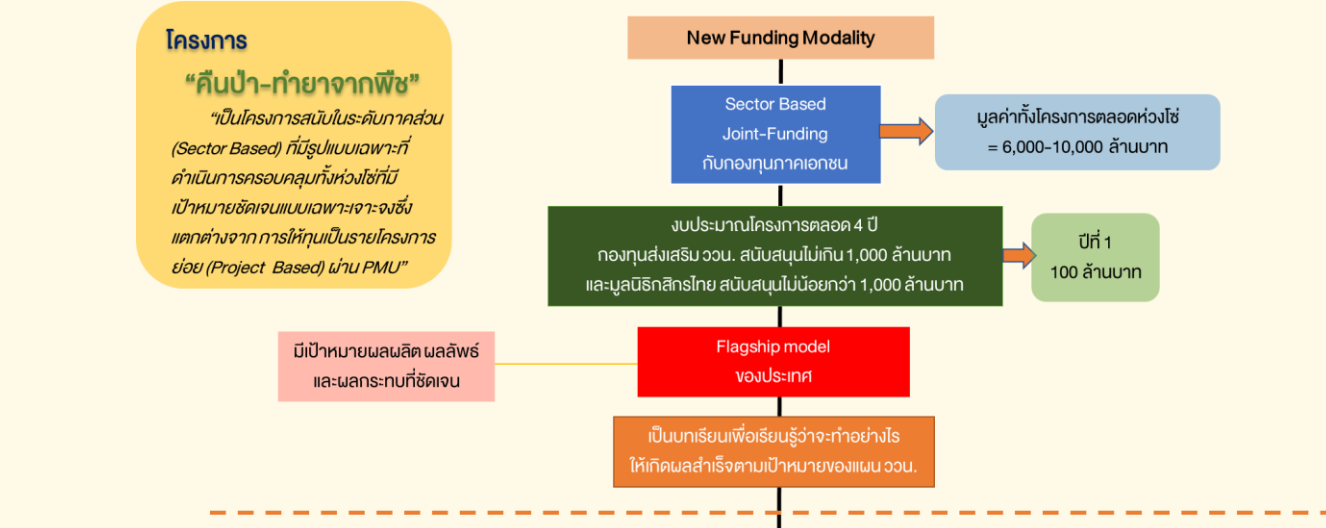 โครงการ
“คืนป่า-ทำยาจากพืช”
“เป็นโครงการสนับในระดับภาคส่วน
(Sector Based) ที่มีรูปแบบเฉพาะที่
ดำเนินการครอบคลุมทั้งห่วงโซ่ที่มี
เป้าหมายชัดเจนแบบเฉพาะเจาะจงซึ่ง
แตกต่างจาก การให้ทุนเป็นรายโครงการ
ย่อย (Project Based) ผ่าน PMU”
New Funding Modality
Sector Based
Joint-Funding
กับกองทุนภาคเอกชน
มูลค่าทั้งโครงการตลอดห่วงโซ่
= 6,000-10,000 ล้านบาท
งบประมาณโครงการตลอด 4 ปี
กองทุนส่งเสริม ววน. สนับสนุนไม่เกิน 1,000 ล้านบาท
และมูลนิธิกสิกรไทย สนับสนุนไม่น้อยกว่า 1,000 ล้านบาท
ปีที่ 1
100 ล้านบาท
มีเป้าหมายผลผลิต ผลลัพธ์
และผลกระทบที่ชัดเจน
Flagship model
ของประเทศ
เป็นบทเรียนเพื่อเรียนรู้ว่าจะทำอย่างไร
ให้เกิดผลสำเร็จตามเป้าหมายของแผน ววน.